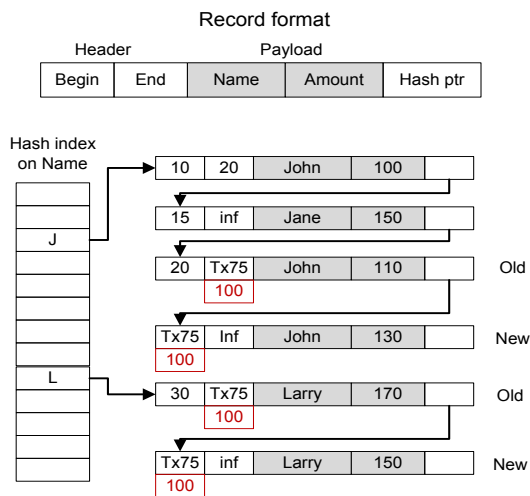 Record format
Header Payload
Begin End Name Amount Hash ptr
Hash index
on Name
10 20 John 100
15 inf Jane 150
J
20 Tx75 John 110 Old
100
Tx75 Inf John 130 New
100
L
30 Tx75 Larry 170 Old
100
Tx75 inf Larry 150 New
100